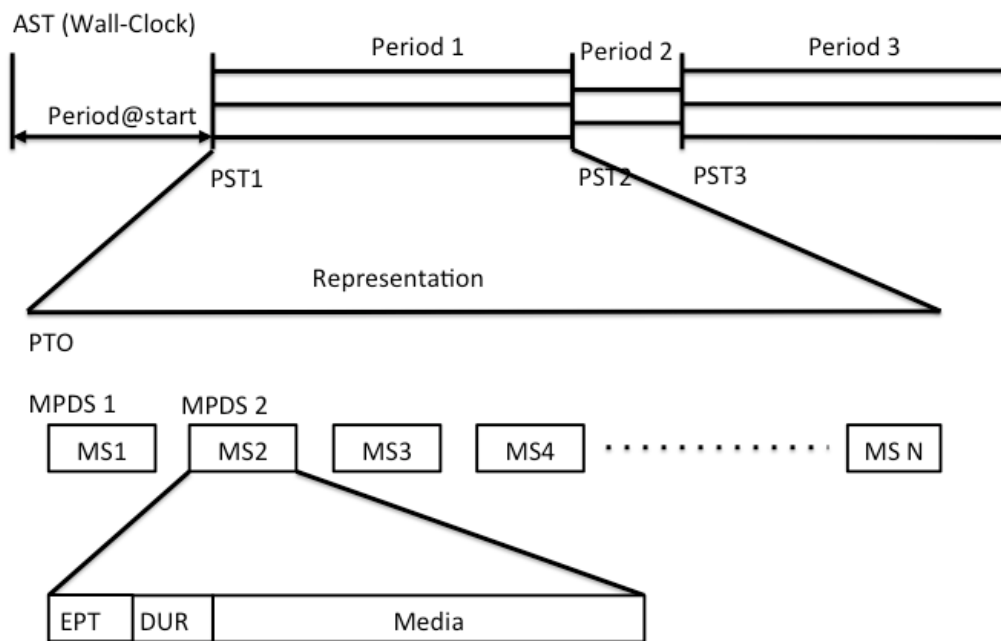 AST (Wall-Clock)
Period 1
Period 2
Period 3
Period@start
PST1
PST2
PST3
Representation
PTO
MPDS 1
MPDS 2
MS1
MS2
MS3
MS4
MS N
EPT
DUR
Media